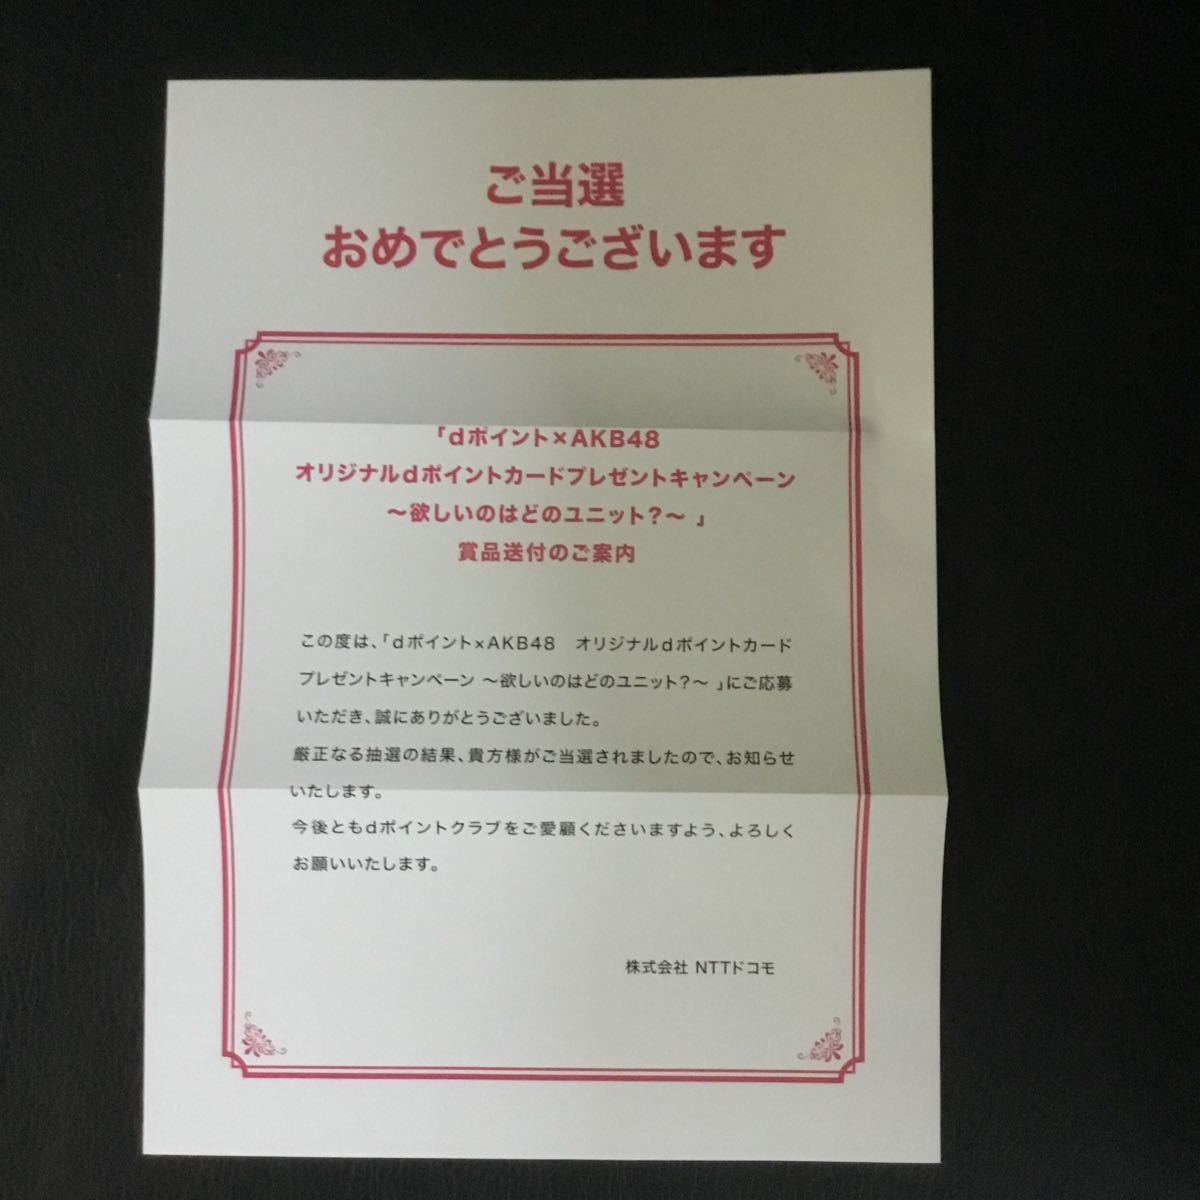 ご当選
おめでとうございます
「dポイント×AKB48
オリジナルdポイントカードプレゼントキャンペーン
～欲しいのはどのユニット?～ 」
賞品送付のご案内
この度は、「dポイント×AKB48　オリジナルdポイントカード
プレゼントキャンペーン ～欲しいのはどのユニット?～ 」にご応募
いただき、誠にありがとうございました。
厳正なる抽選の結果、貴方様がご当選されましたので、お知らせ
いたします。
今後ともdポイントクラブをご愛顧くださいますよう、よろしく
お願いいたします。
株式会社 NTTドコモ